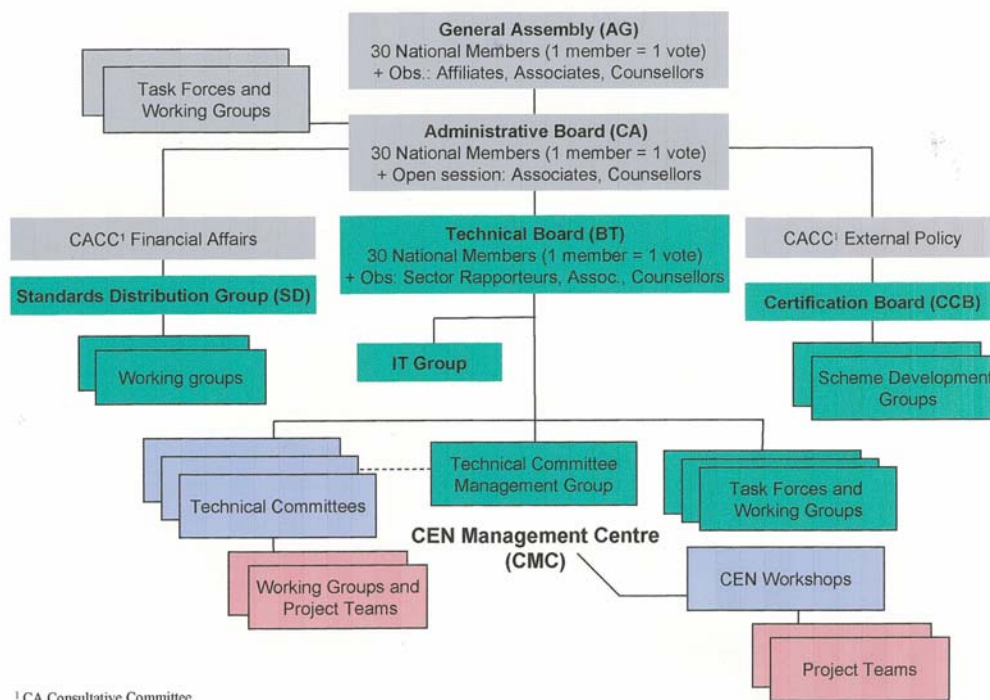 General Assembly (AG)
30 National Members (1 member = 1 vote)
+ Obs.: Affiliates, Associates, Counsellors
Task Forces and
Working Groups
Administrative Board (CA)
30 National Members (1 member = 1 vote)
+ Open session: Associates, Counsellors
CACC¹ Financial Affairs
Technical Board (BT)
30 National Members (1 member = 1 vote)
+ Obs: Sector Rapporteurs, Assoc., Counsellors
CACC¹ External Policy
Standards Distribution Group (SD)
Certification Board (CCB)
IT Group
Working groups
Scheme Development
Groups
Technical Committees
Technical Committee
Management Group
Task Forces and
Working Groups
CEN Management Centre
(CMC)
Working Groups and
Project Teams
CEN Workshops
Project Teams
¹ CA Consultative Committee